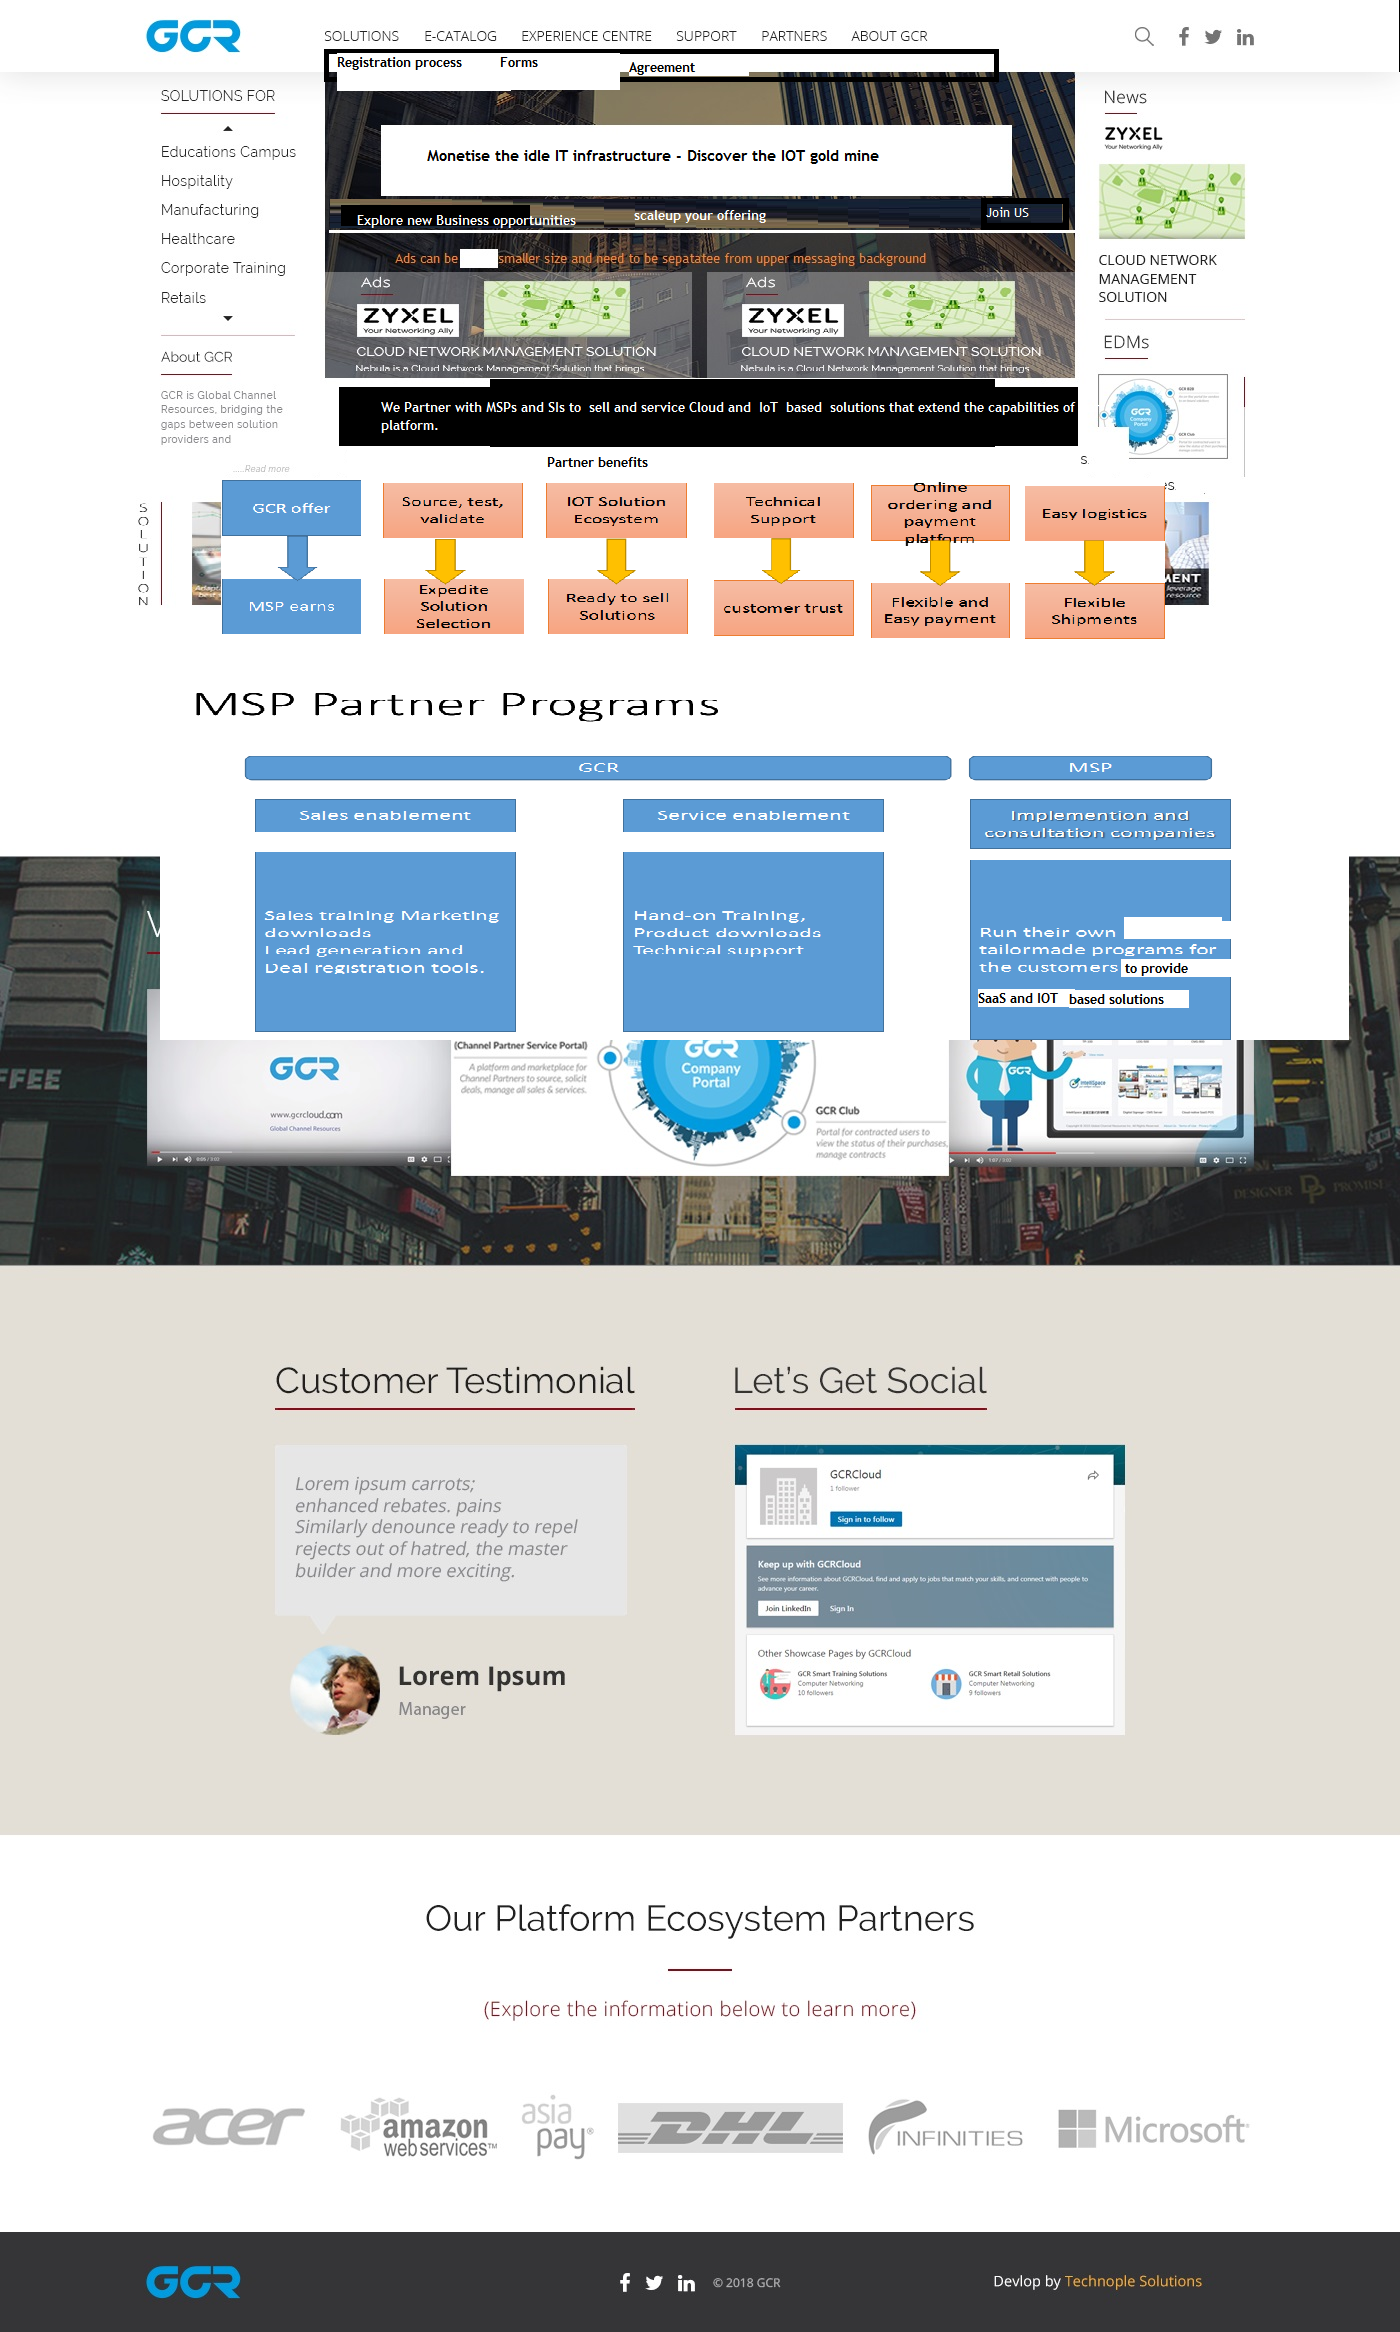 GCR
SOLUTIONS E-CATALOG EXPERIENCE CENTRE SUPPORT PARTNERS ABOUT GCR
Registration process Forms Agreement
SOLUTIONS FOR
Educations Campus
Hospitality
Manufacturing
Healthcare
Corporate Training
Retails
About GCR
GCR is Global Channel
Resources, bridging the
gaps between solution
providers and
.....Read more
Monetise the idle IT infrastructure - Discover the IOT gold mine
Explore new Business opportunities scaleup your offering Join US
Ads can be smaller size and need to be sepatatee from upper messaging background
Ads
ZYXEL
Your Networking Ally
CLOUD NETWORK MANAGEMENT SOLUTION
Nebula is a Cloud Network Management Solution that brings
Ads
ZYXEL
Your Networking Ally
CLOUD NETWORK MANAGEMENT SOLUTION
Nebula is a Cloud Network Management Solution that brings
News
ZYXEL
Your Networking Ally
CLOUD NETWORK
MANAGEMENT
SOLUTION
EDMs
GCR
Company
Portal
GCR B2B
GCR Club
s.
es.
We Partner with MSPs and SIs to sell and service Cloud and IoT based solutions that extend the capabilities of
platform.
Partner benefits
SOLUTION
GCR offer
Source, test,
validate
IOT Solution
Ecosystem
Technical
Support
Online
ordering and
payment
platform
Easy logistics
MSP earns
Expedite
Solution
Selection
Ready to sell
Solutions
customer trust
Flexible and
Easy payment
Flexible
Shipments
MENT
leverage
resource
MSP Partner Programs
GCR
MSP
Sales enablement
Service enablement
Implemention and
consultation companies
Sales training Marketing
downloads
Lead generation and
Deal registration tools.
Hand-on Training,
Product downloads
Technical support
Run their own
tailormade programs for
the customers to provide
SaaS and IOT based solutions
FFEE
GCR
www.gcrcloud.com
Global Channel Resources
(Channel Partner Service Portal)
A platform and marketplace for
Channel Partners to source, solicit
deals, manage all sales & services.
GCR
Company
Portal
GCR Club
Portal for contracted users to
view the status of their purchases,
manage contracts
GCR
IntelliSpace
DESIGNER PROMISE
Customer Testimonial
Lorem ipsum carrots;
enhanced rebates. pains
Similarly denounce ready to repel
rejects out of hatred, the master
builder and more exciting.
Lorem Ipsum
Manager
Let's Get Social
GCRCloud
1 follower
Sign in to follow
Keep up with GCRCloud
See more information about GCRCloud, find and apply to jobs that match your skills, and connect with people to
advance your career.
Join LinkedIn Sign In
Other Showcase Pages by GCRCloud
GCR Smart Training Solutions
Computer Networking
10 followers
GCR Smart Retail Solutions
Computer Networking
9 followers
Our Platform Ecosystem Partners
(Explore the information below to learn more)
acer
amazon
web services™
asia
pay®
DHL
INFINITIES
Microsoft
GCR
© 2018 GCR
Devlop by Technople Solutions